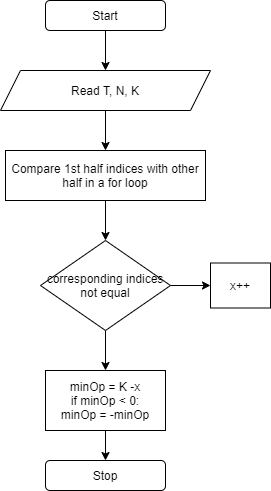 Start
Read T, N, K
Compare 1st half indices with other
half in a for loop
corresponding indices
not equal
x++
minOp = K -x
if minOp < 0:
minOp = -minOp
Stop